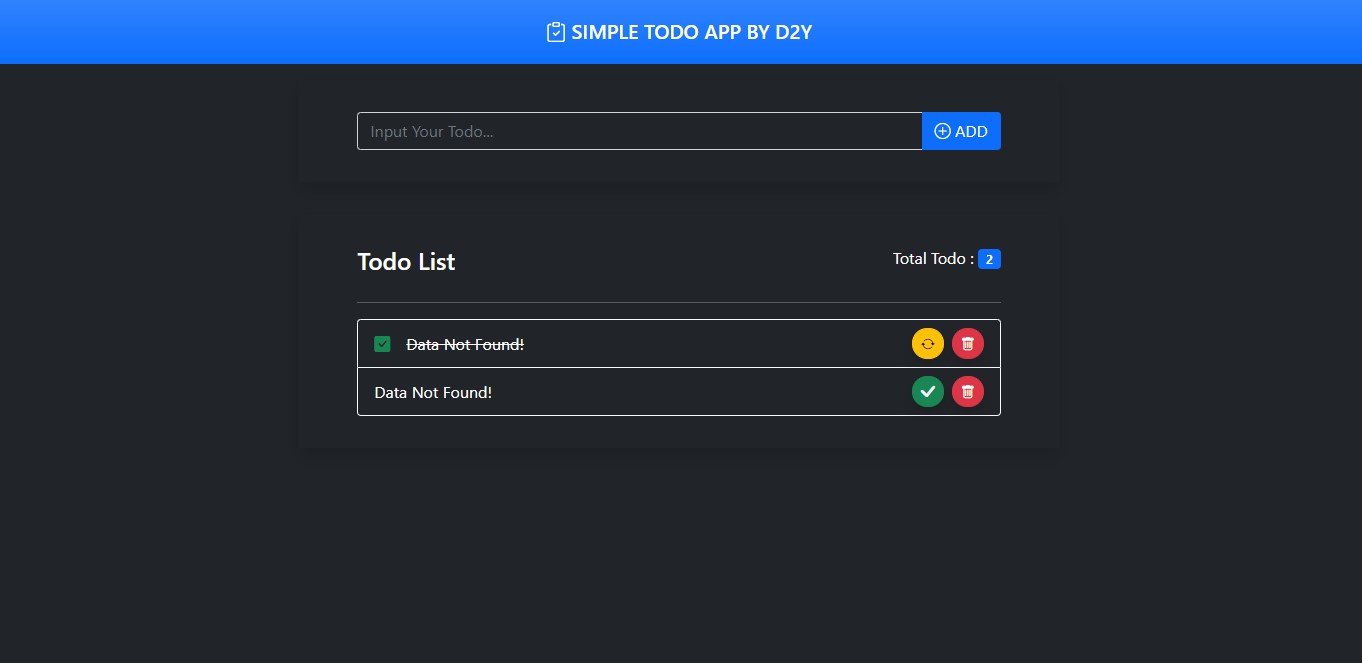 SIMPLE TODO APP BY D2Y
Input Your Todo...
ADD
Todo List
Total Todo : 2
Data Not Found!
Data Not Found!